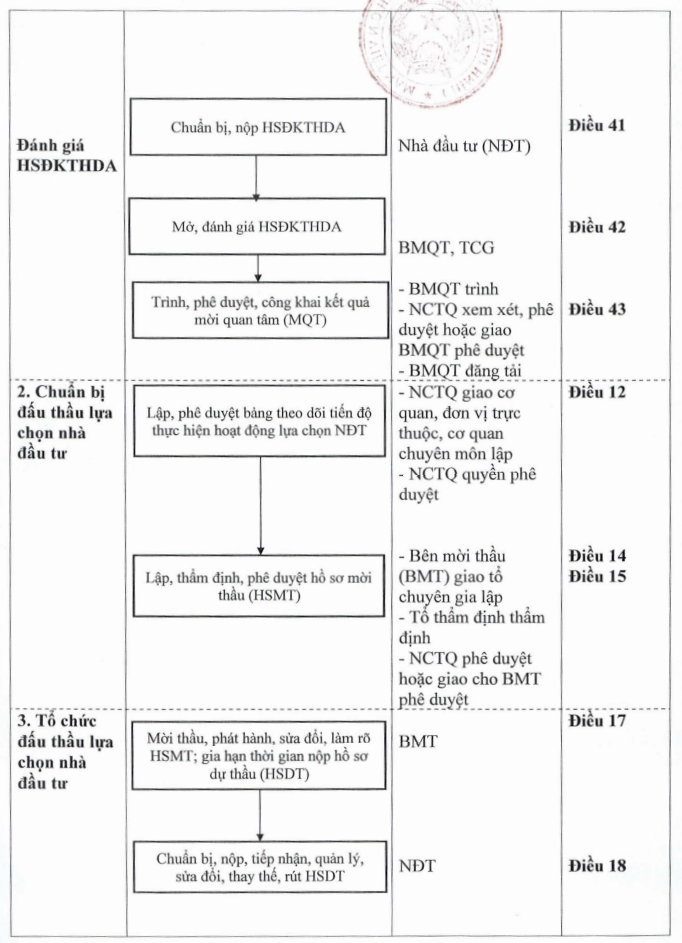 Đánh giá
HSĐKTHDA
Chuẩn bị, nộp HSĐKTHDA
Nhà đầu tư (NĐT)
Điều 41
Mở, đánh giá HSĐKTHDA
BMQT, TCG
Điều 42
Trình, phê duyệt, công khai kết quả
mời quan tâm (MQT)
- BMQT trình
- NCTQ xem xét, phê
duyệt hoặc giao
BMQT phê duyệt
- BMQT đăng tải
Điều 43
2. Chuẩn bị
đấu thầu lựa
chọn nhà
đầu tư
Lập, phê duyệt bảng theo dõi tiến độ
thực hiện hoạt động lựa chọn NĐT
- NCTQ giao cơ
quan, đơn vị trực
thuộc, cơ quan
chuyên môn lập
- NCTQ quyền phê
duyệt
Điều 12
Lập, thẩm định, phê duyệt hồ sơ mời
thầu (HSMT)
- Bên mời thầu
(BMT) giao tổ
chuyên gia lập
- Tổ thẩm định thẩm
định
- NCTQ phê duyệt
hoặc giao cho BMT
phê duyệt
Điều 14
Điều 15
3. Tổ chức
đấu thầu lựa
chọn nhà
đầu tư
Mời thầu, phát hành, sửa đổi, làm rõ
HSMT; gia hạn thời gian nộp hồ sơ
dự thầu (HSDT)
BMT
Điều 17
Chuẩn bị, nộp, tiếp nhận, quản lý,
sửa đổi, thay thế, rút HSDT
NĐT
Điều 18